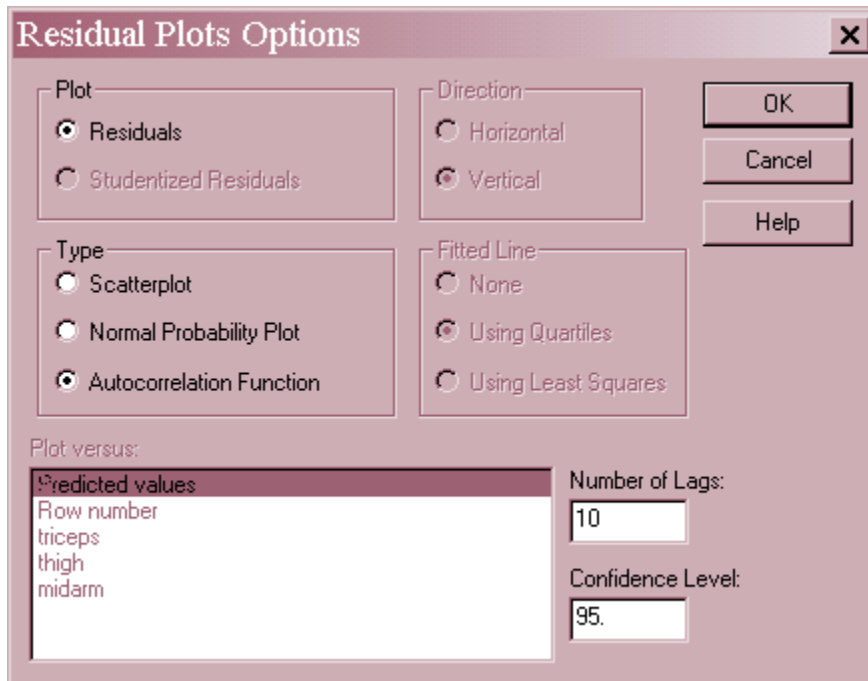 Residual Plots Options
Plot
Residuals
Studentized Residuals
Direction
Horizontal
Vertical
OK
Cancel
Help
Type
Scatterplot
Normal Probability Plot
Autocorrelation Function
Fitted Line
None
Using Quartiles
Using Least Squares
Plot versus:
Predicted values
Row number
triceps
thigh
midarm
Number of Lags:
10
Confidence Level:
95.